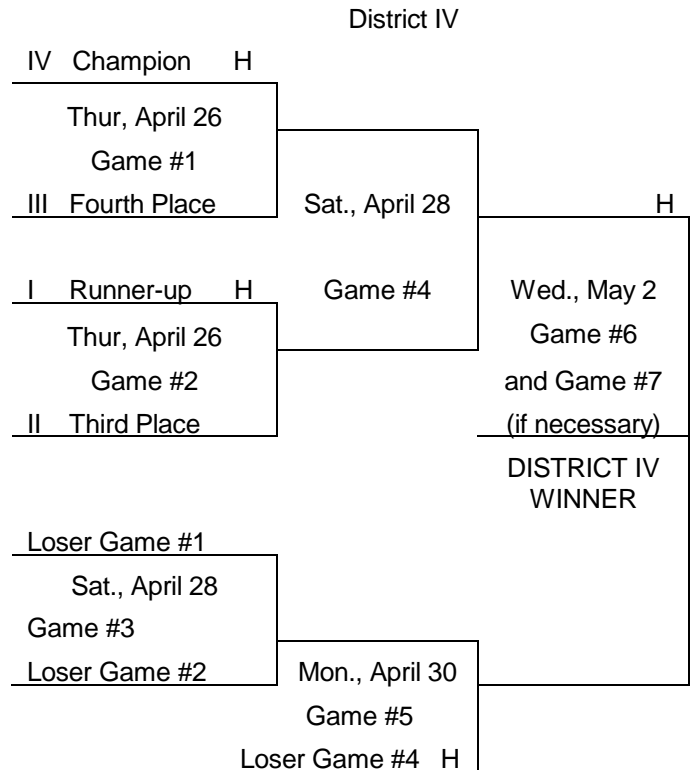 District IV
IV Champion H
Thur, April 26
Game #1
III Fourth Place
Sat., April 28
H
I Runner-up H
Game #4
Wed., May 2
Thur, April 26
Game #6
Game #2
and Game #7
II Third Place
(if necessary)
DISTRICT IV
WINNER
Loser Game #1
Sat., April 28
Game #3
Loser Game #2
Mon., April 30
Game #5
Loser Game #4 H